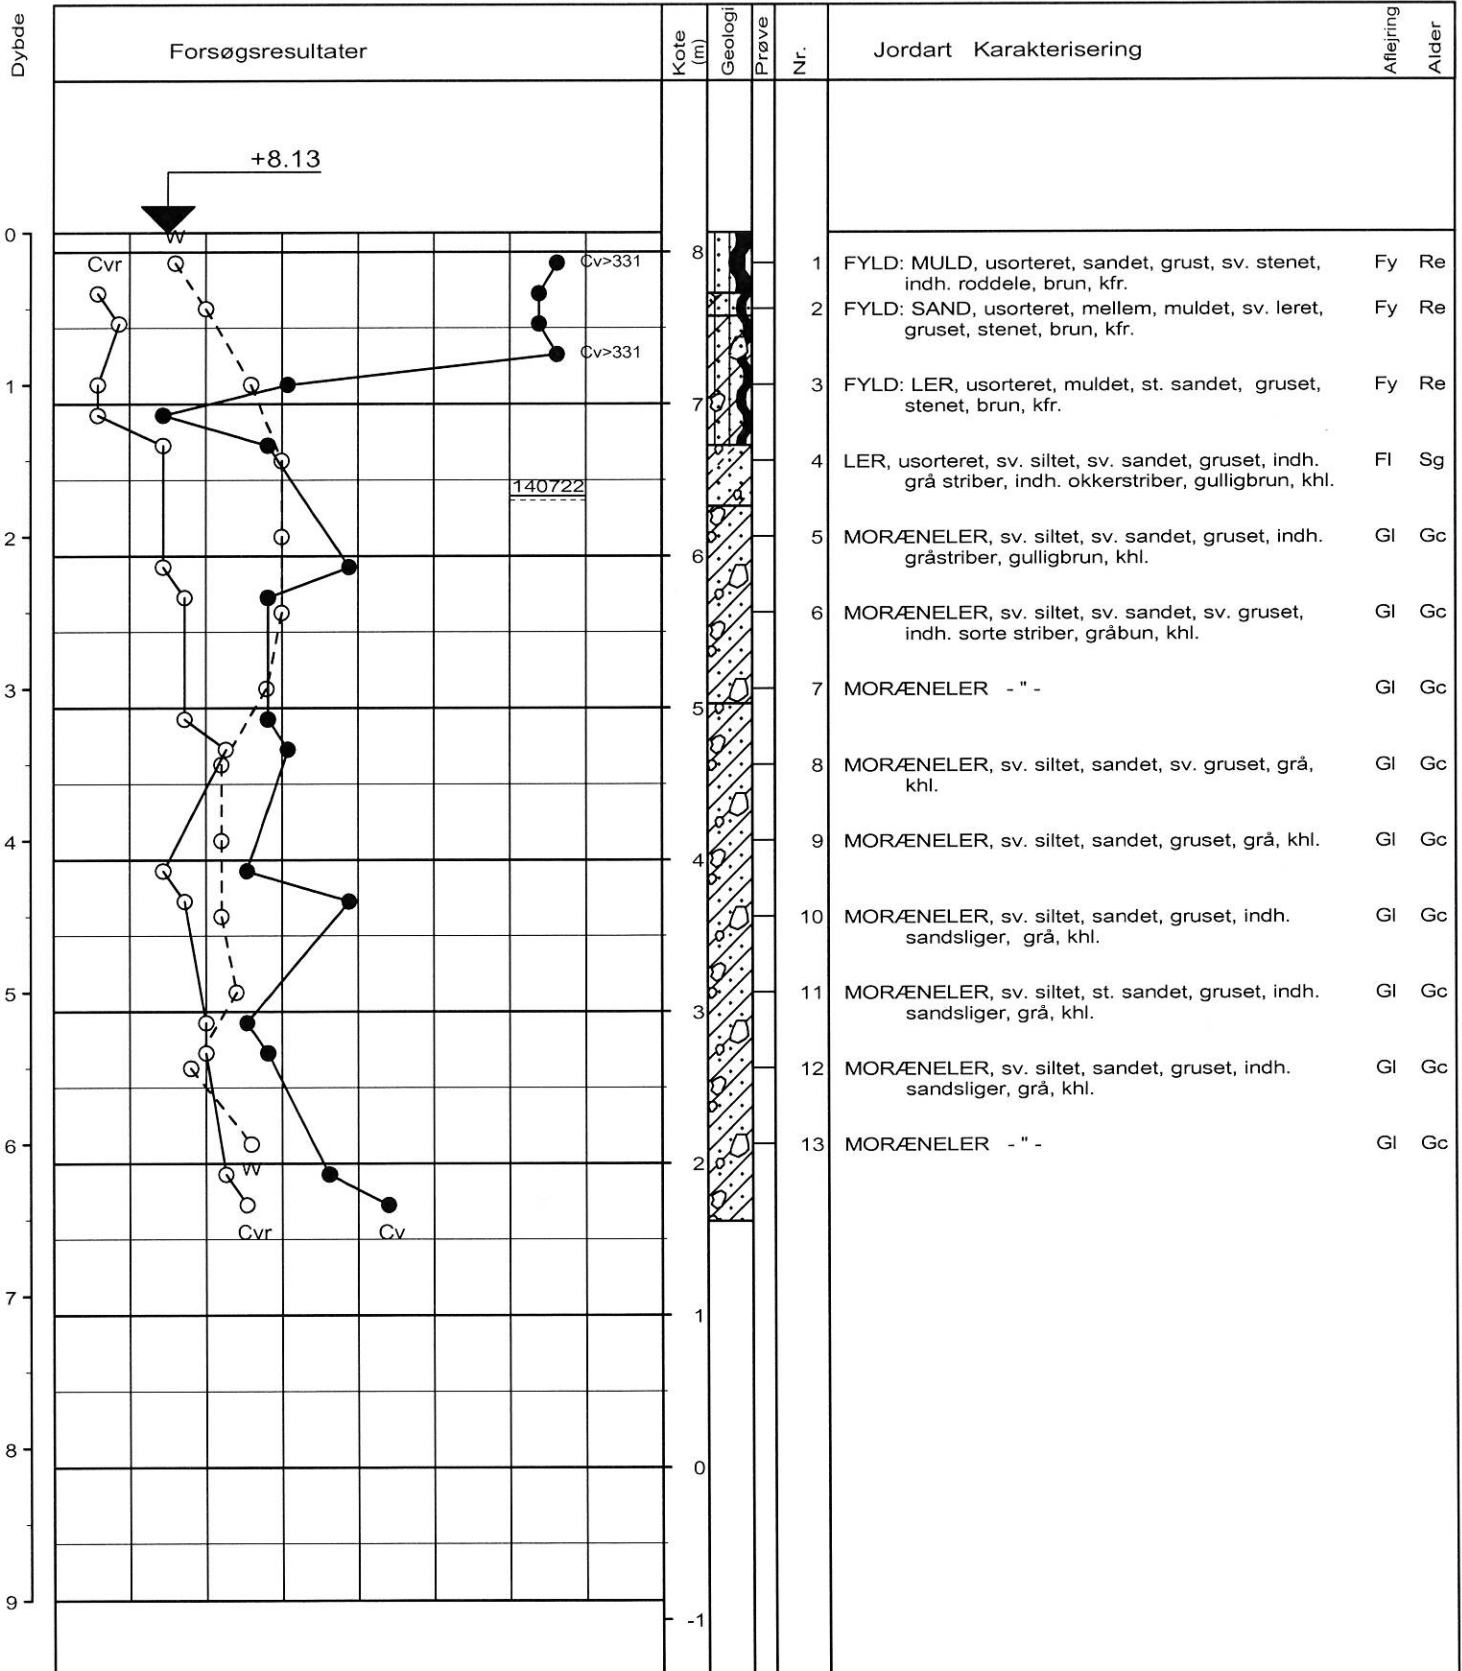 Dybde
Forsøgsresultater
Kote (m)
Geologi
Prøve
Nr.
Jordart Karakterisering
Aflejring
Alder
+8.13
0
W
8
Cvr
Cv>331
1 FYLD: MULD, usorteret, sandet, grust, sv. stenet, Fy Re
indh. roddele, brun, kfr.
2 FYLD: SAND, usorteret, mellem, muldet, sv. leret, Fy Re
gruset, stenet, brun, kfr.
Cv>331
1
7
3 FYLD: LER, usorteret, muldet, st. sandet, gruset, Fy Re
stenet, brun, kfr.
4 LER, usorteret, sv. siltet, sv. sandet, gruset, indh. Fl Sg
grå striber, indh. okkerstriber, gulligbrun, khl.
140722
2
6
5 MORÆNELER, sv. siltet, sv. sandet, gruset, indh. Gl Gc
gråstriber, gulligbrun, khl.
6 MORÆNELER, sv. siltet, sv. sandet, sv. gruset, Gl Gc
indh. sorte striber, gråbun, khl.
3
5
7 MORÆNELER - " - Gl Gc
8 MORÆNELER, sv. siltet, sandet, sv. gruset, grå, Gl Gc
khl.
4
4
9 MORÆNELER, sv. siltet, sandet, gruset, grå, khl. Gl Gc
10 MORÆNELER, sv. siltet, sandet, gruset, indh. Gl Gc
sandsliger, grå, khl.
5
3
11 MORÆNELER, sv. siltet, st. sandet, gruset, indh. Gl Gc
sandsliger, grå, khl.
12 MORÆNELER, sv. siltet, sandet, gruset, indh. Gl Gc
sandsliger, grå, khl.
6
2
13 MORÆNELER - " - Gl Gc
W
Cvr
Cv
7
1
8
0
9
-1